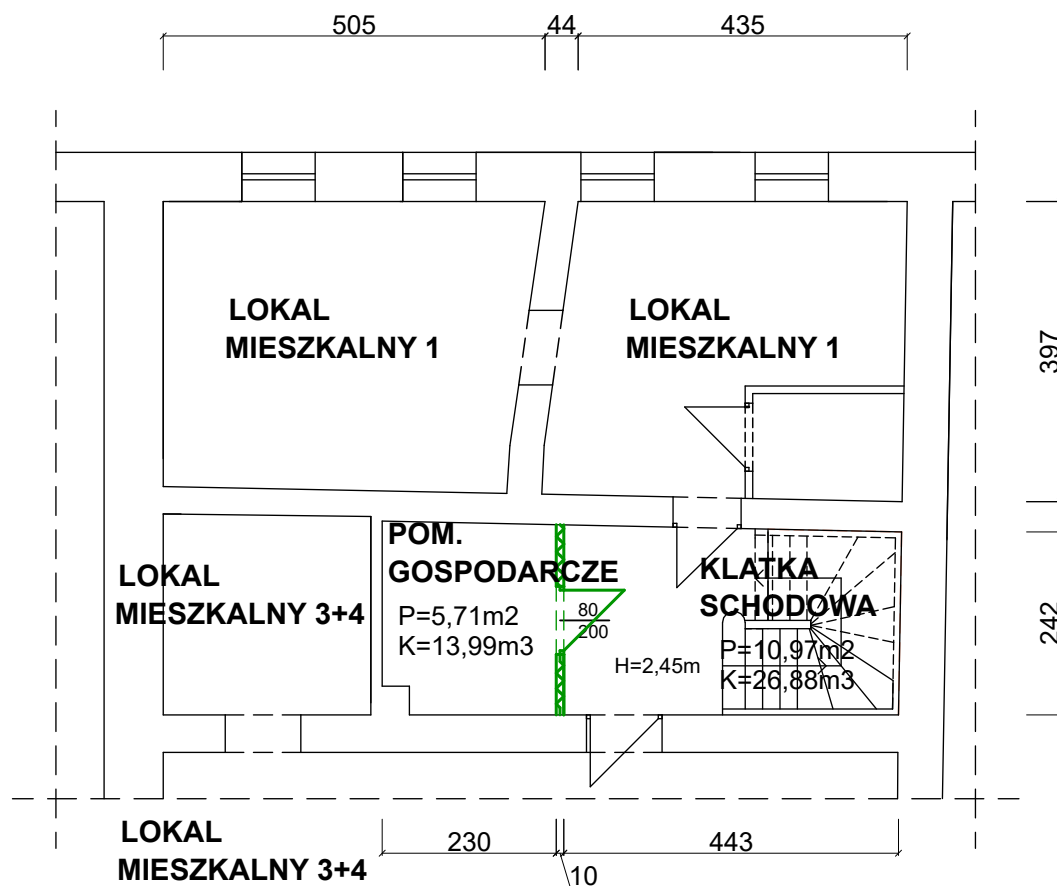 505
44
435
LOKAL
MIESZKALNY 1
LOKAL
MIESZKALNY 1
397
POM.
GOSPODARCZE
P=5,71m2
K=13,99m3
LOKAL
MIESZKALNY 3+4
80
200
H=2,45m
KLATKA
SCHODOWA
P=10,97m2
K=26,88m3
242
LOKAL
MIESZKALNY 3+4
230
10
443